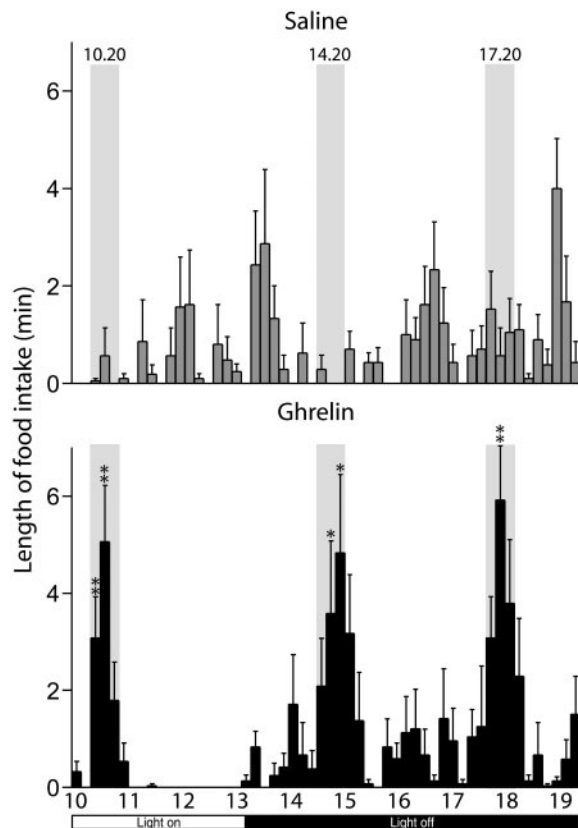 Saline
10.20 14.20 17.20
6
4
2
0
Length of food intake (min)
Ghrelin
** ** * * **
6
4
2
0
10 11 12 13 14 15 16 17 18 19
Light on Light off